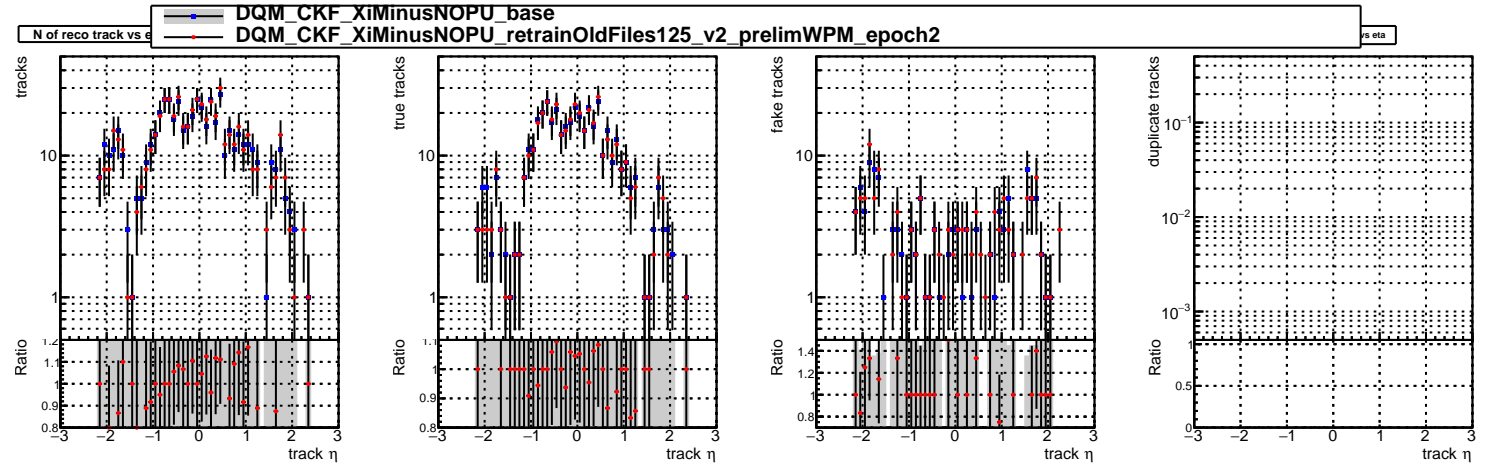 DQM_CKF_XiMinusNOPU_base
DQM_CKF_XiMinusNOPU_retrainOldFiles125_v2_prelimWPM_epoch2
N of reco track vs e
vs eta
tracks
10
1
Ratio
1.2
1.1
1
0.9
0.8
−3 −2 −1 0 1 2 3
track η
true tracks
10
1
Ratio
1.1
1
0.9
0.8
−3 −2 −1 0 1 2 3
track η
fake tracks
10
1
Ratio
1.4
1.2
1
0.8
−3 −2 −1 0 1 2 3
track η
duplicate tracks
10⁻¹
10⁻²
10⁻³
Ratio
1
0.5
0
−3 −2 −1 0 1 2 3
track η